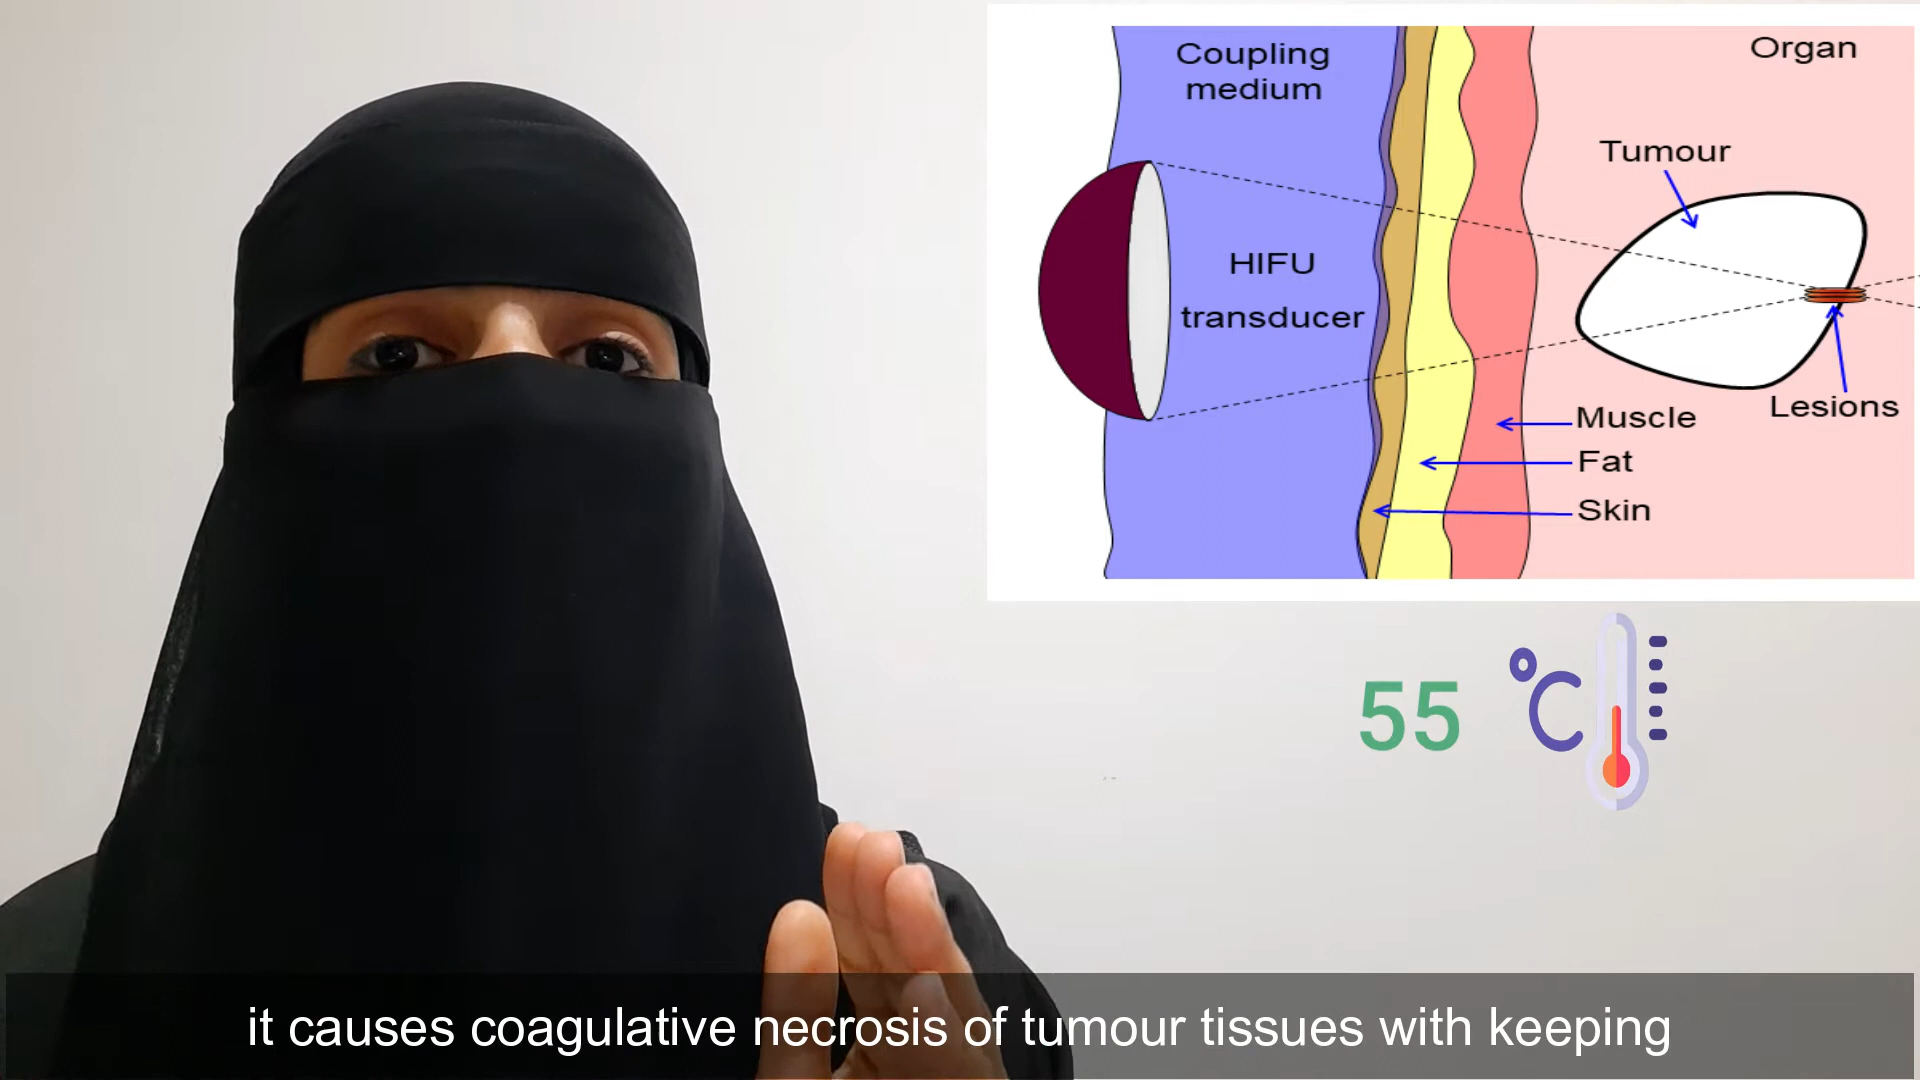 Coupling
medium
Organ
Tumour
HIFU
transducer
Lesions
Muscle
Fat
Skin
55 °C
it causes coagulative necrosis of tumour tissues with keeping